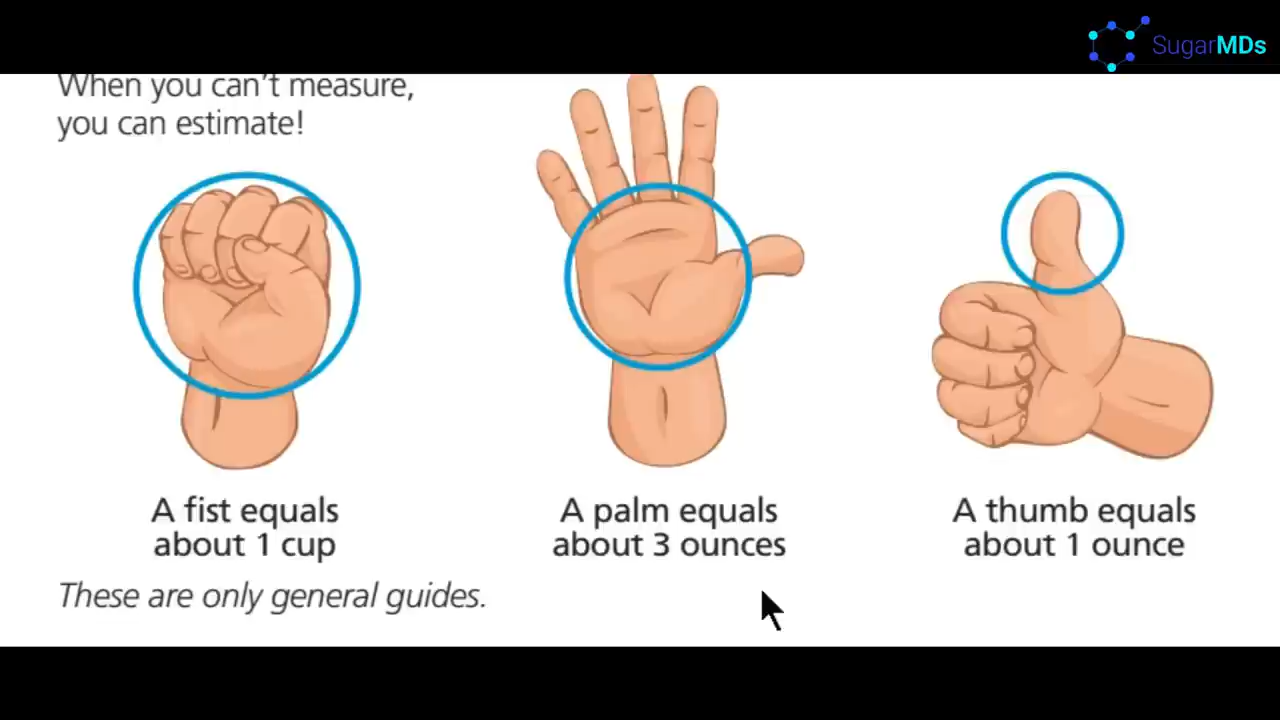 SugarMDs
When you can't measure,
you can estimate!
A fist equals
about 1 cup
A palm equals
about 3 ounces
A thumb equals
about 1 ounce
These are only general guides.